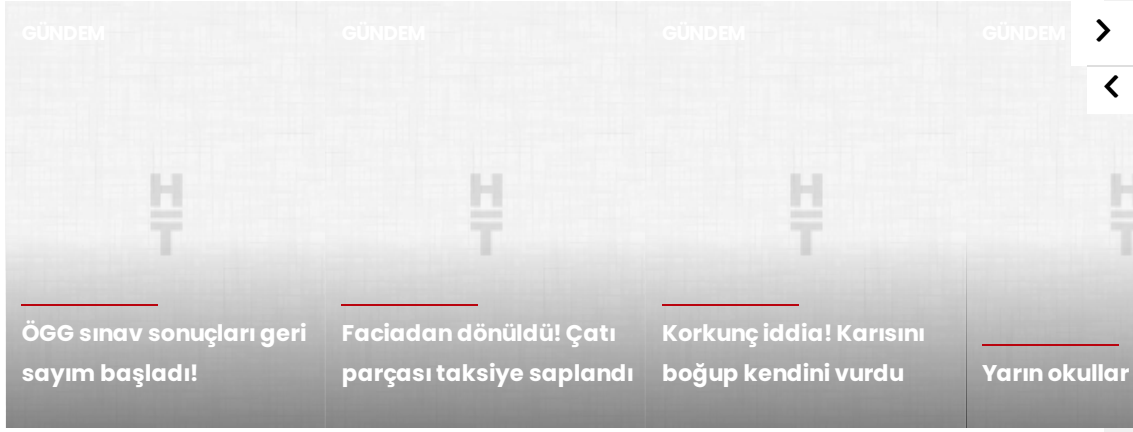 GÜNDEM
H
T
ÖGG sınav sonuçları geri
sayım başladı!
GÜNDEM
H
T
Faciadan dönüldü! Çatı
parçası taksiye saplandı
GÜNDEM
H
T
Korkunç iddia! Karısını
boğup kendini vurdu
GÜNDEM
H
T
Yarın okullar